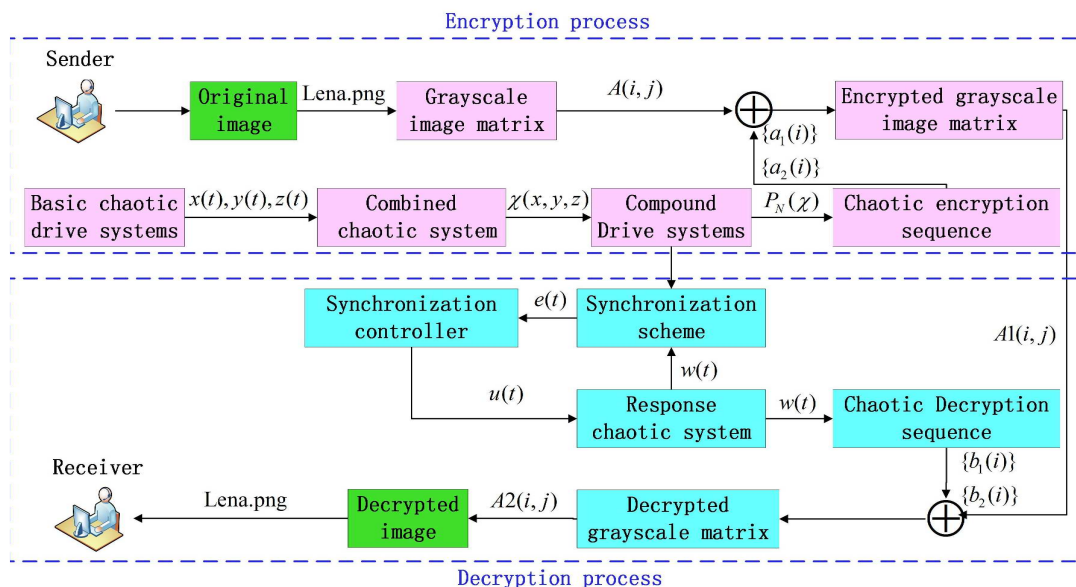 Encryption process
Sender
Original
image
Lena.png
Grayscale
image matrix
A(i, j)
{a₁(i)}
{a₂(i)}
Encrypted grayscale
image matrix
Basic chaotic
drive systems
x(t), y(t), z(t)
Combined
chaotic system
χ(x, y, z)
Compound
Drive systems
P_N(χ)
Chaotic encryption
sequence
Synchronization
controller
e(t)
Synchronization
scheme
A1(i, j)
u(t)
w(t)
Response
chaotic system
w(t)
Chaotic Decryption
sequence
{b₁(i)}
{b₂(i)}
Receiver
Lena.png
Decrypted
image
A2(i, j)
Decrypted
grayscale matrix
Decryption process